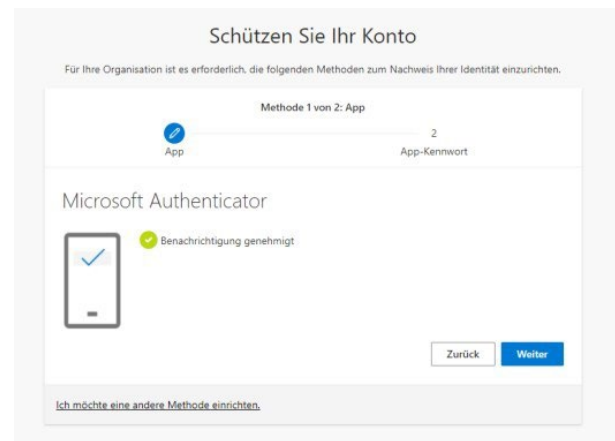 Schützen Sie Ihr Konto
Für Ihre Organisation ist es erforderlich, die folgenden Methoden zum Nachweis Ihrer Identität einzurichten.
Methode 1 von 2: App
App
2
App-Kennwort
Microsoft Authenticator
Benachrichtigung genehmigt
Zurück
Weiter
Ich möchte eine andere Methode einrichten.